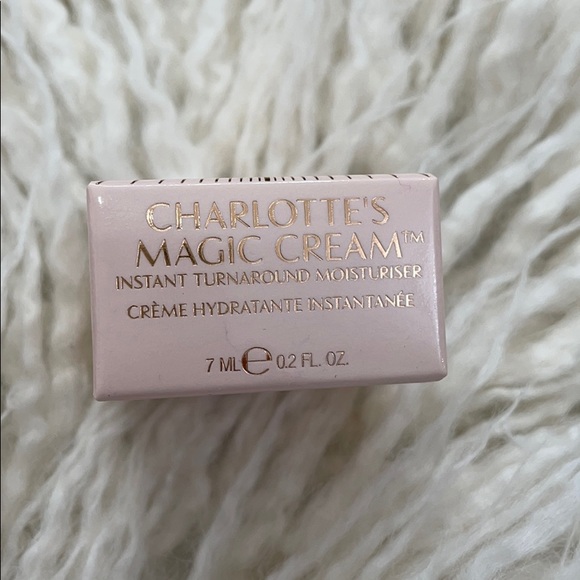 CHARLOTTE'S
MAGIC CREAM™
INSTANT TURNAROUND MOISTURISER
CRÈME HYDRATANTE INSTANTANÉE
7 ML ℮ 0.2 FL. OZ.